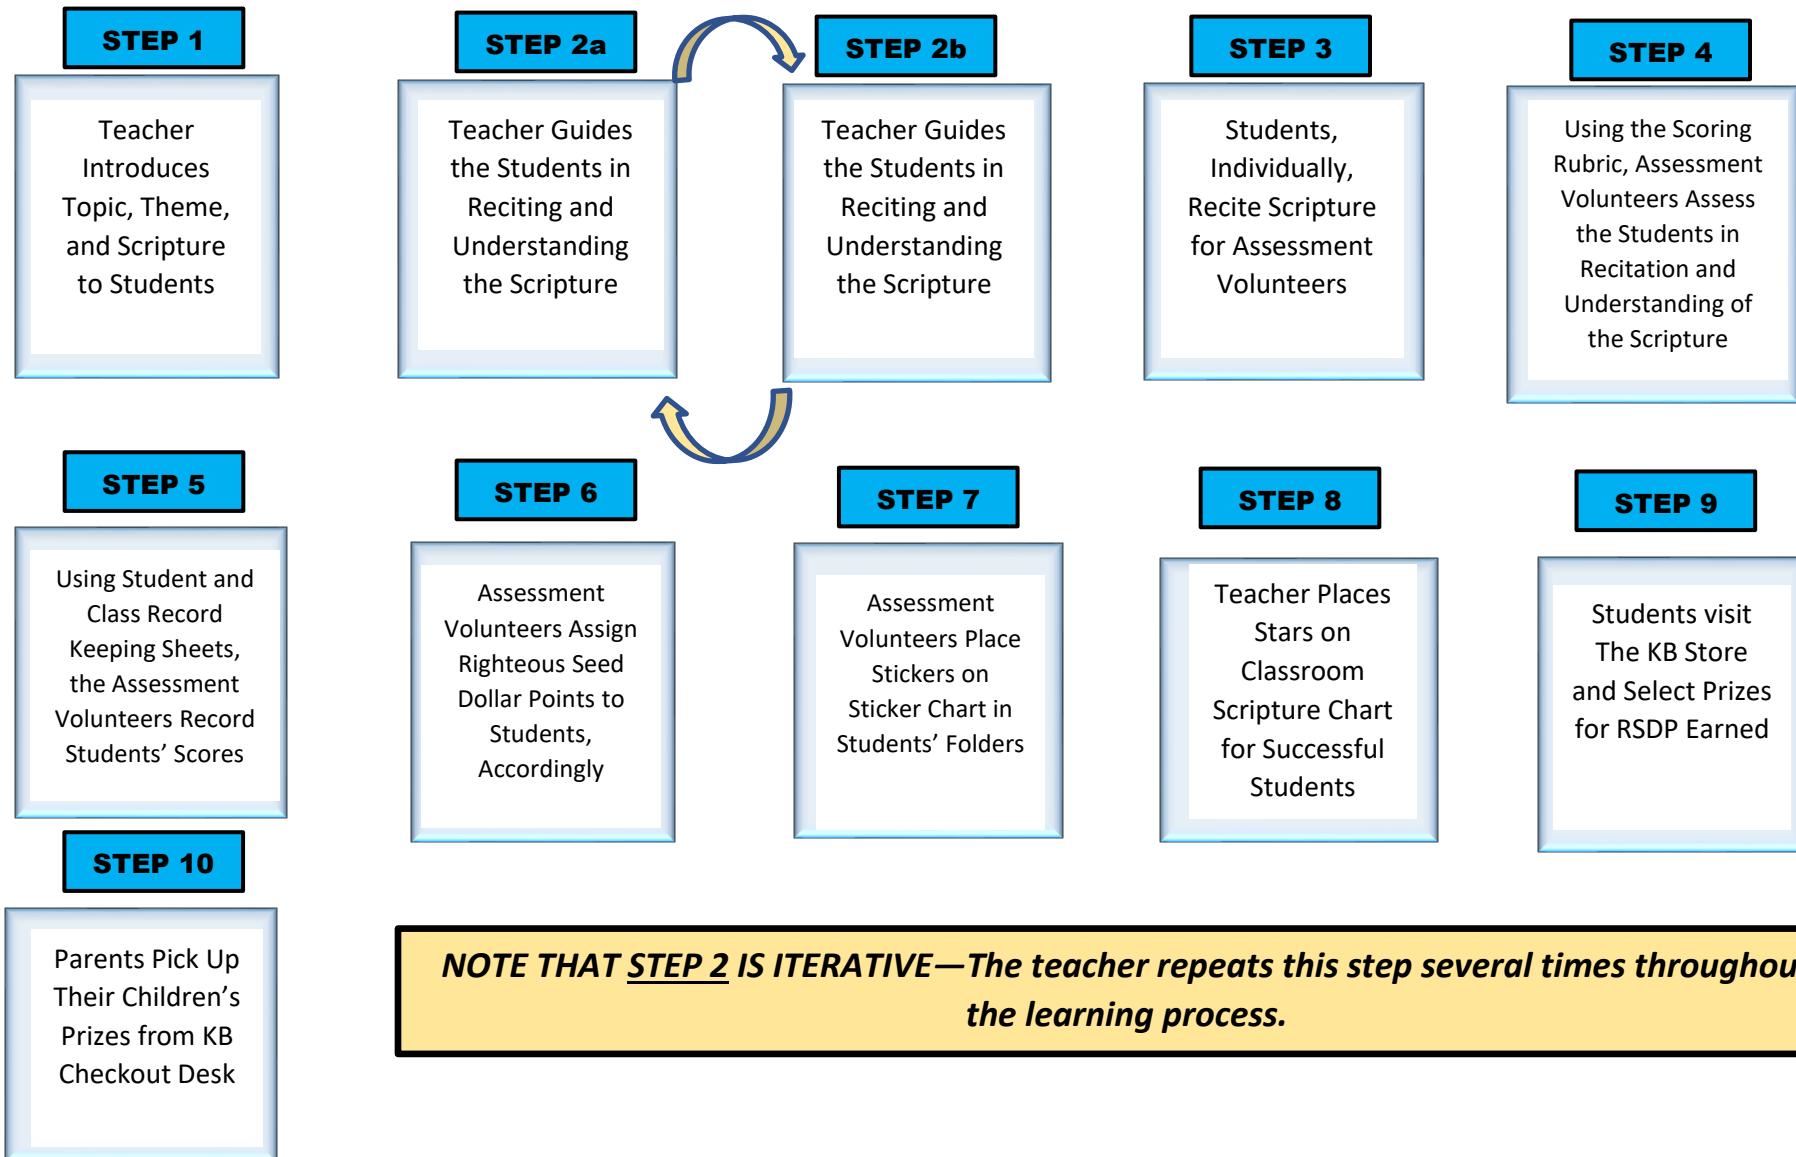 STEP 1
Teacher
Introduces
Topic, Theme,
and Scripture
to Students
STEP 2a
Teacher Guides
the Students in
Reciting and
Understanding
the Scripture
STEP 2b
Teacher Guides
the Students in
Reciting and
Understanding
the Scripture
STEP 3
Students,
Individually,
Recite Scripture
for Assessment
Volunteers
STEP 4
Using the Scoring
Rubric, Assessment
Volunteers Assess
the Students in
Recitation and
Understanding of
the Scripture
STEP 5
Using Student and
Class Record
Keeping Sheets,
the Assessment
Volunteers Record
Students’ Scores
STEP 6
Assessment
Volunteers Assign
Righteous Seed
Dollar Points to
Students,
Accordingly
STEP 7
Assessment
Volunteers Place
Stickers on
Sticker Chart in
Students’ Folders
STEP 8
Teacher Places
Stars on
Classroom
Scripture Chart
for Successful
Students
STEP 9
Students visit
The KB Store
and Select Prizes
for RSDP Earned
STEP 10
Parents Pick Up
Their Children’s
Prizes from KB
Checkout Desk
NOTE THAT STEP 2 IS ITERATIVE—The teacher repeats this step several times throughou
the learning process.